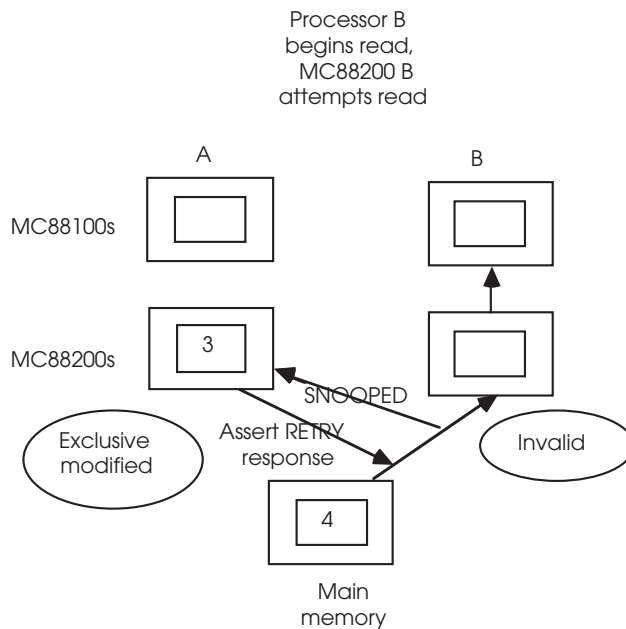 Processor B
begins read,
MC88200 B
attempts read
A
B
MC88100s
MC88200s
3
SNOOPED
Exclusive
modified
Assert RETRY
response
Invalid
4
Main
memory